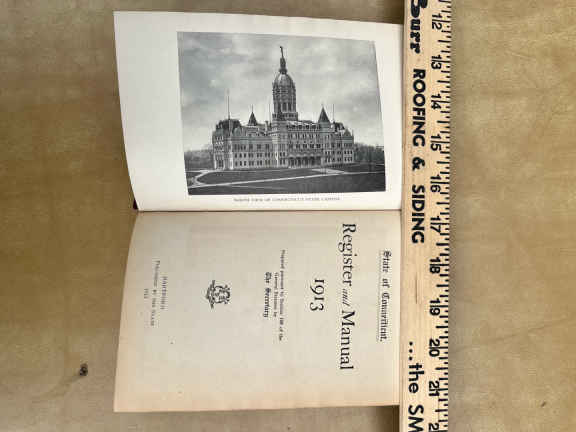 NORTH VIEW OF CONNECTICUT STATE CAPITOL
State of Connecticut.
Register and Manual
1913
Prepared pursuant to Section 106 of the
General Statutes by
The Secretary
HARTFORD
PUBLISHED BY THE STATE
1913
Burr ROOFING & SIDING ...the SM
12 13 14 15 16 17 18 19 20 21